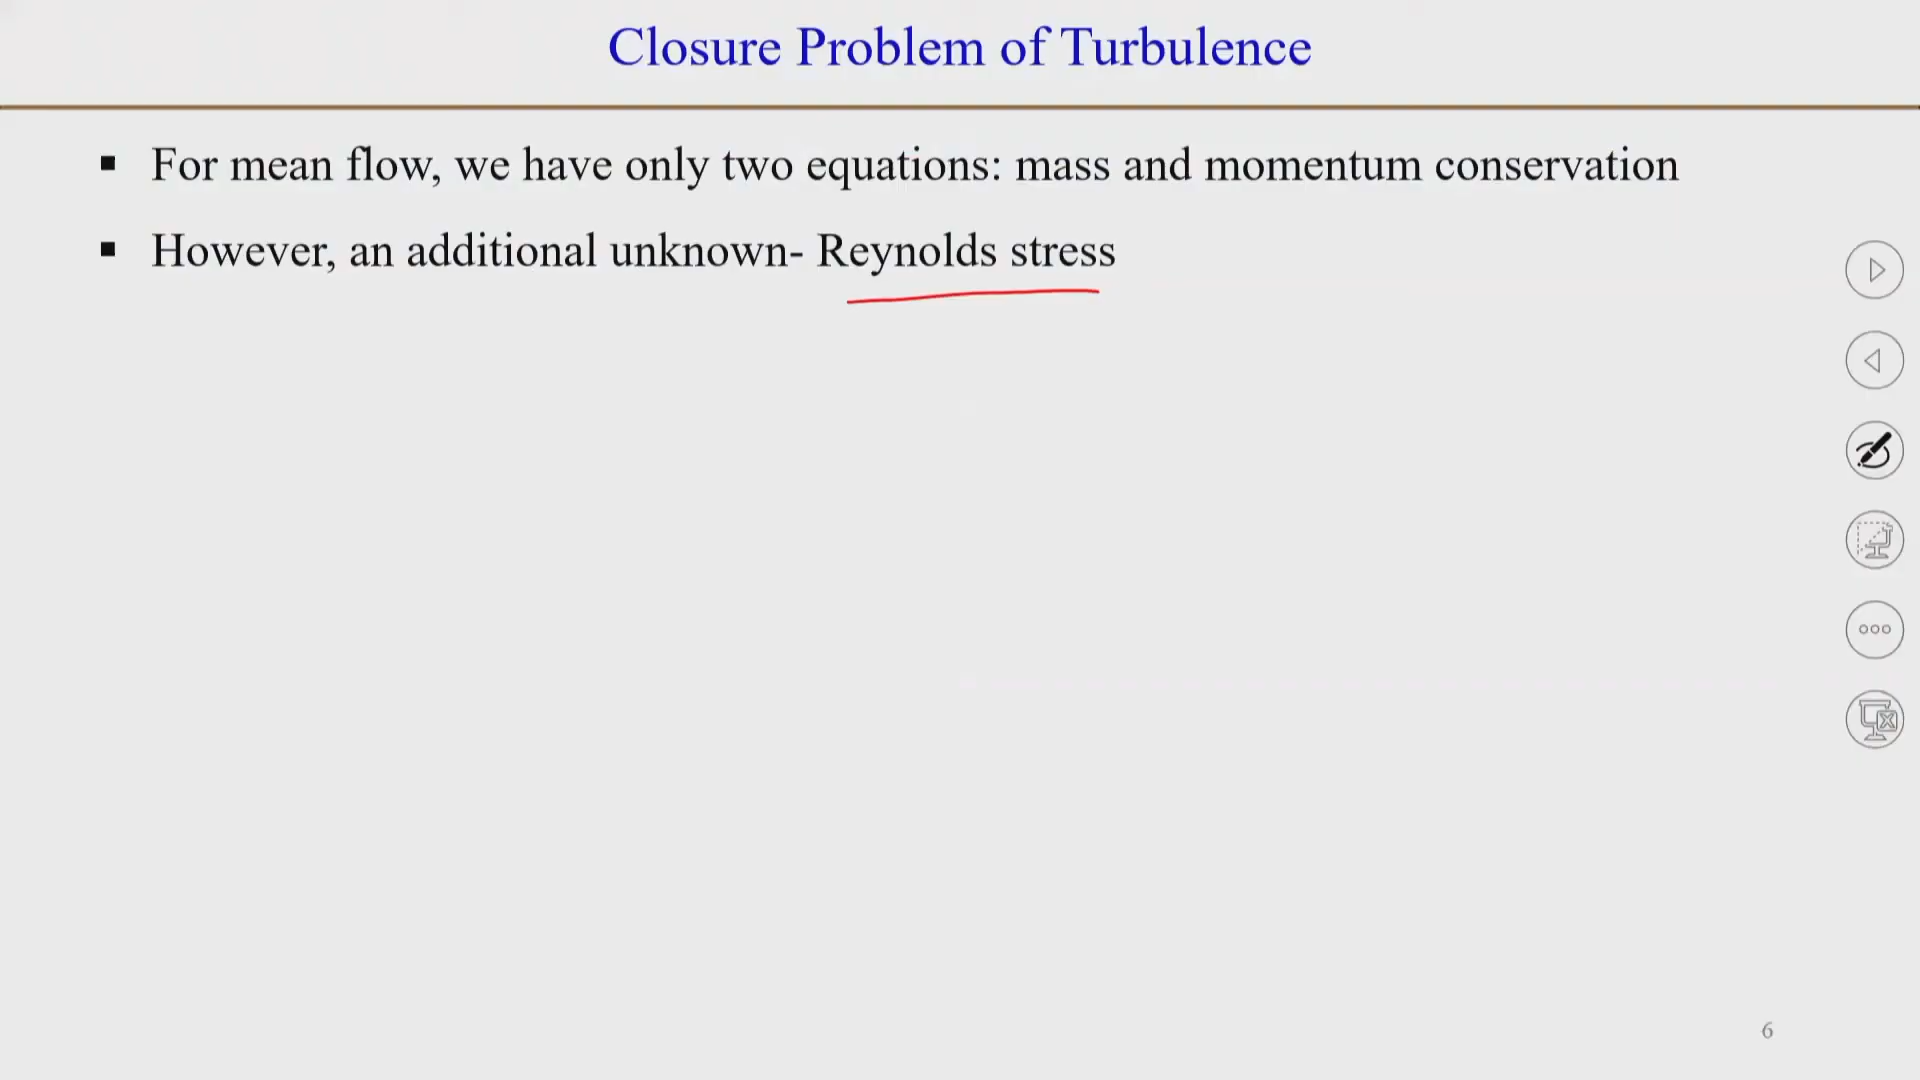 Closure Problem of Turbulence
▪ For mean flow, we have only two equations: mass and momentum conservation
▪ However, an additional unknown- Reynolds stress
6